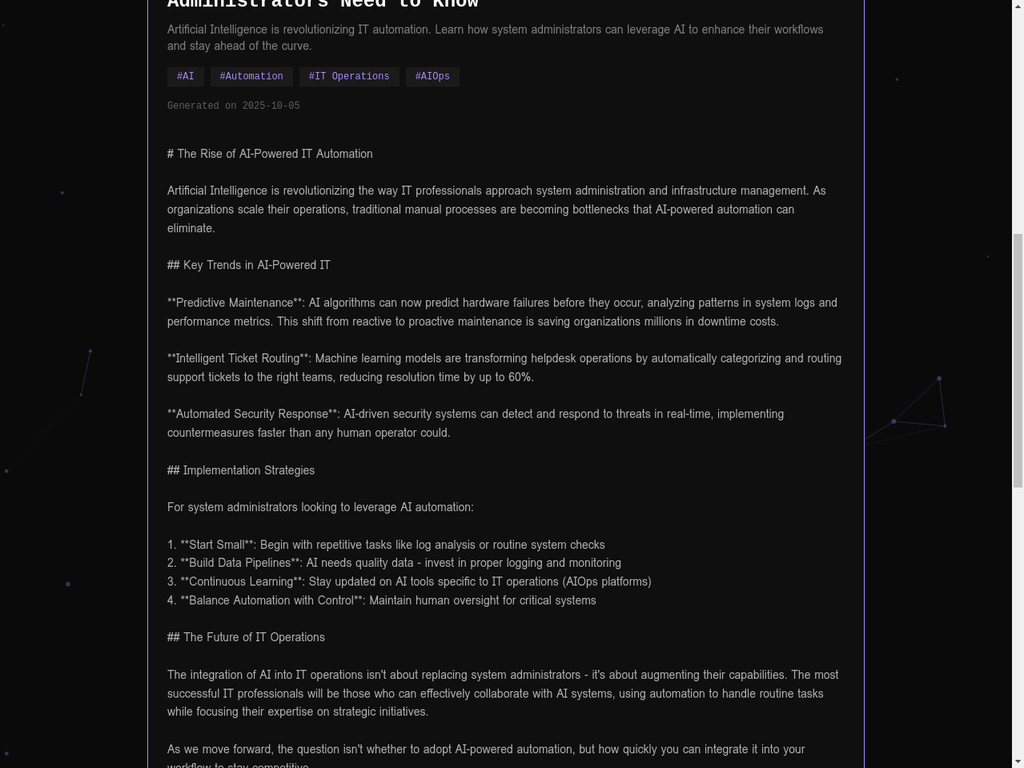 Administrators Need to Know
Artificial Intelligence is revolutionizing IT automation. Learn how system administrators can leverage AI to enhance their workflows
and stay ahead of the curve.
#AI #Automation #IT Operations #AIOps
Generated on 2025-10-05
# The Rise of AI-Powered IT Automation
Artificial Intelligence is revolutionizing the way IT professionals approach system administration and infrastructure management. As
organizations scale their operations, traditional manual processes are becoming bottlenecks that AI-powered automation can
eliminate.
## Key Trends in AI-Powered IT
**Predictive Maintenance**: AI algorithms can now predict hardware failures before they occur, analyzing patterns in system logs and
performance metrics. This shift from reactive to proactive maintenance is saving organizations millions in downtime costs.
**Intelligent Ticket Routing**: Machine learning models are transforming helpdesk operations by automatically categorizing and routing
support tickets to the right teams, reducing resolution time by up to 60%.
**Automated Security Response**: AI-driven security systems can detect and respond to threats in real-time, implementing
countermeasures faster than any human operator could.
## Implementation Strategies
For system administrators looking to leverage AI automation:
1. **Start Small**: Begin with repetitive tasks like log analysis or routine system checks
2. **Build Data Pipelines**: AI needs quality data - invest in proper logging and monitoring
3. **Continuous Learning**: Stay updated on AI tools specific to IT operations (AIOps platforms)
4. **Balance Automation with Control**: Maintain human oversight for critical systems
## The Future of IT Operations
The integration of AI into IT operations isn't about replacing system administrators - it's about augmenting their capabilities. The most
successful IT professionals will be those who can effectively collaborate with AI systems, using automation to handle routine tasks
while focusing their expertise on strategic initiatives.
As we move forward, the question isn't whether to adopt AI-powered automation, but how quickly you can integrate it into your
workflow to stay competitive.